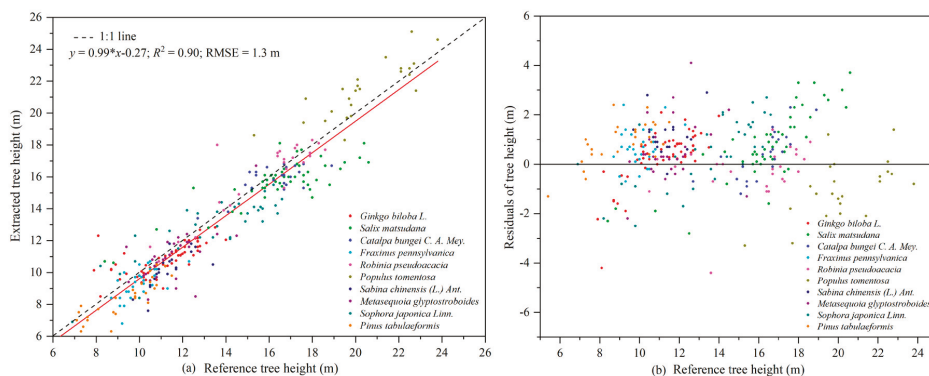 26
24
22
20
18
16
14
12
10
8
6
Extracted tree height (m)
1:1 line
y = 0.99*x-0.27; R² = 0.90; RMSE = 1.3 m
Ginkgo biloba L.
Salix matsudana
Catalpa bungei C. A. Mey.
Fraxinus pennsylvanica
Robinia pseudoacacia
Populus tomentosa
Sabina chinensis (L.) Ant.
Metasequoia glyptostroboides
Sophora japonica Linn.
Pinus tabulaeformis
6 8 10 12 14 16 18 20 22 24 26
(a) Reference tree height (m)
6
4
2
0
-2
-4
-6
Residuals of tree height (m)
Ginkgo biloba L.
Salix matsudana
Catalpa bungei C. A. Mey.
Fraxinus pennsylvanica
Robinia pseudoacacia
Populus tomentosa
Sabina chinensis (L.) Ant.
Metasequoia glyptostroboides
Sophora japonica Linn.
Pinus tabulaeformis
6 8 10 12 14 16 18 20 22 24
(b) Reference tree height (m)